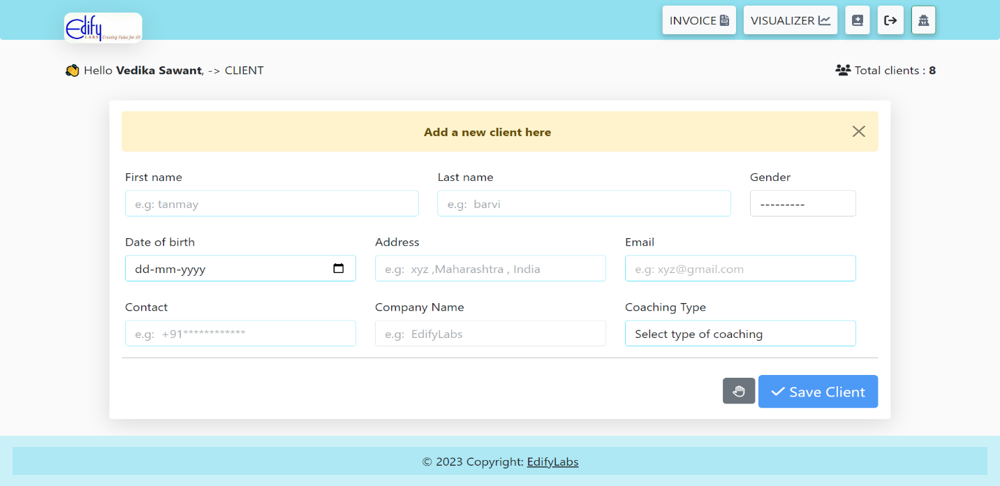 Edify
LABS Creating Value for All
INVOICE
VISUALIZER
Hello Vedika Sawant, -> CLIENT
Total clients : 8
Add a new client here
First name
Last name
Gender
e.g: tanmay
e.g: barvi
---------
Date of birth
Address
Email
dd-mm-yyyy
e.g: xyz ,Maharashtra , India
e.g: xyz@gmail.com
Contact
Company Name
Coaching Type
e.g: +91************
e.g: EdifyLabs
Select type of coaching
Save Client
© 2023 Copyright: EdifyLabs